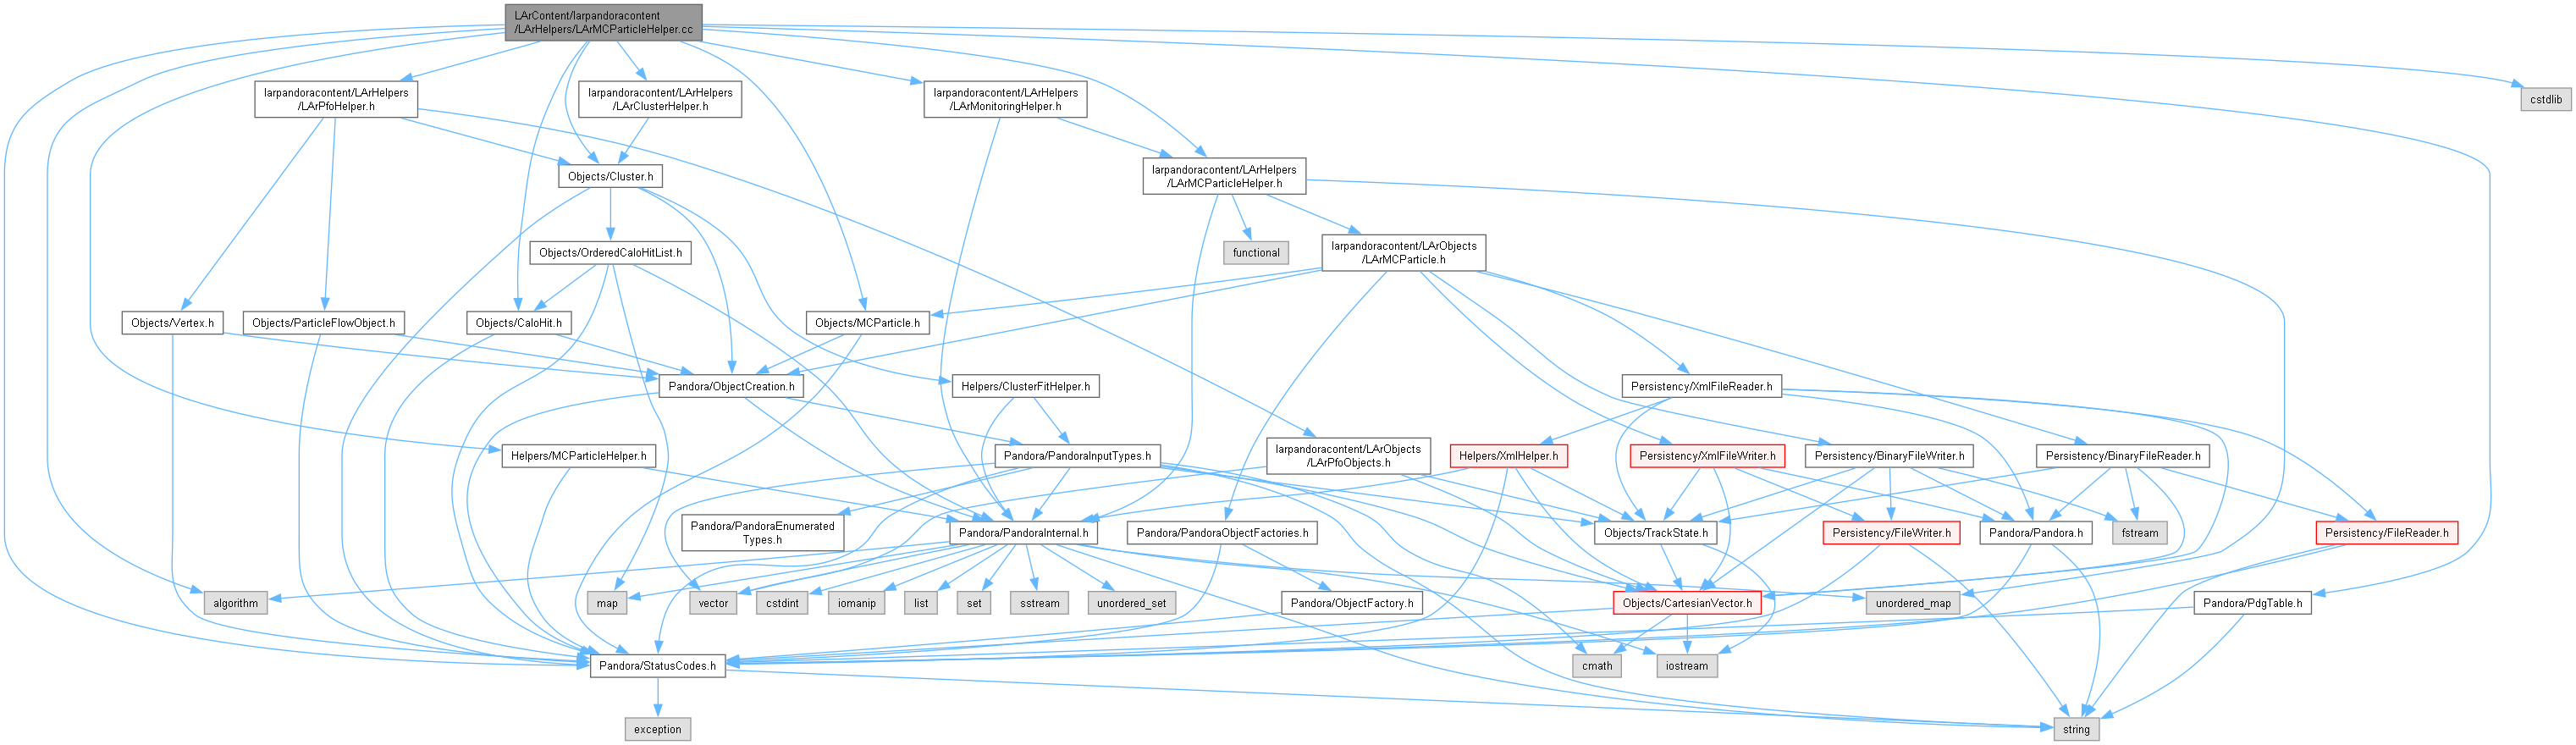 LArContent/larpandoracontent
/LArHelpers/LArMCParticleHelper.cc
larpandoracontent/LArHelpers
/LArPfoHelper.h
larpandoracontent/LArHelpers
/LArClusterHelper.h
larpandoracontent/LArHelpers
/LArMonitoringHelper.h
cstdlib
Objects/Cluster.h
larpandoracontent/LArHelpers
/LArMCParticleHelper.h
Objects/OrderedCaloHitList.h
functional
larpandoracontent/LArObjects
/LArMCParticle.h
Objects/Vertex.h
Objects/ParticleFlowObject.h
Objects/CaloHit.h
Objects/MCParticle.h
Pandora/ObjectCreation.h
Helpers/ClusterFitHelper.h
Persistency/XmlFileReader.h
Helpers/MCParticleHelper.h
Pandora/PandoraInputTypes.h
larpandoracontent/LArObjects
/LArPfoObjects.h
Helpers/XmlHelper.h
Persistency/XmlFileWriter.h
Persistency/BinaryFileWriter.h
Persistency/BinaryFileReader.h
Pandora/PandoraEnumerated
Types.h
Pandora/PandoraInternal.h
Pandora/PandoraObjectFactories.h
Objects/TrackState.h
Persistency/FileWriter.h
Pandora/Pandora.h
fstream
Persistency/FileReader.h
algorithm
map
vector
cstdint
iomanip
list
set
sstream
unordered_set
Pandora/ObjectFactory.h
Objects/CartesianVector.h
unordered_map
Pandora/PdgTable.h
Pandora/StatusCodes.h
cmath
iostream
exception
string